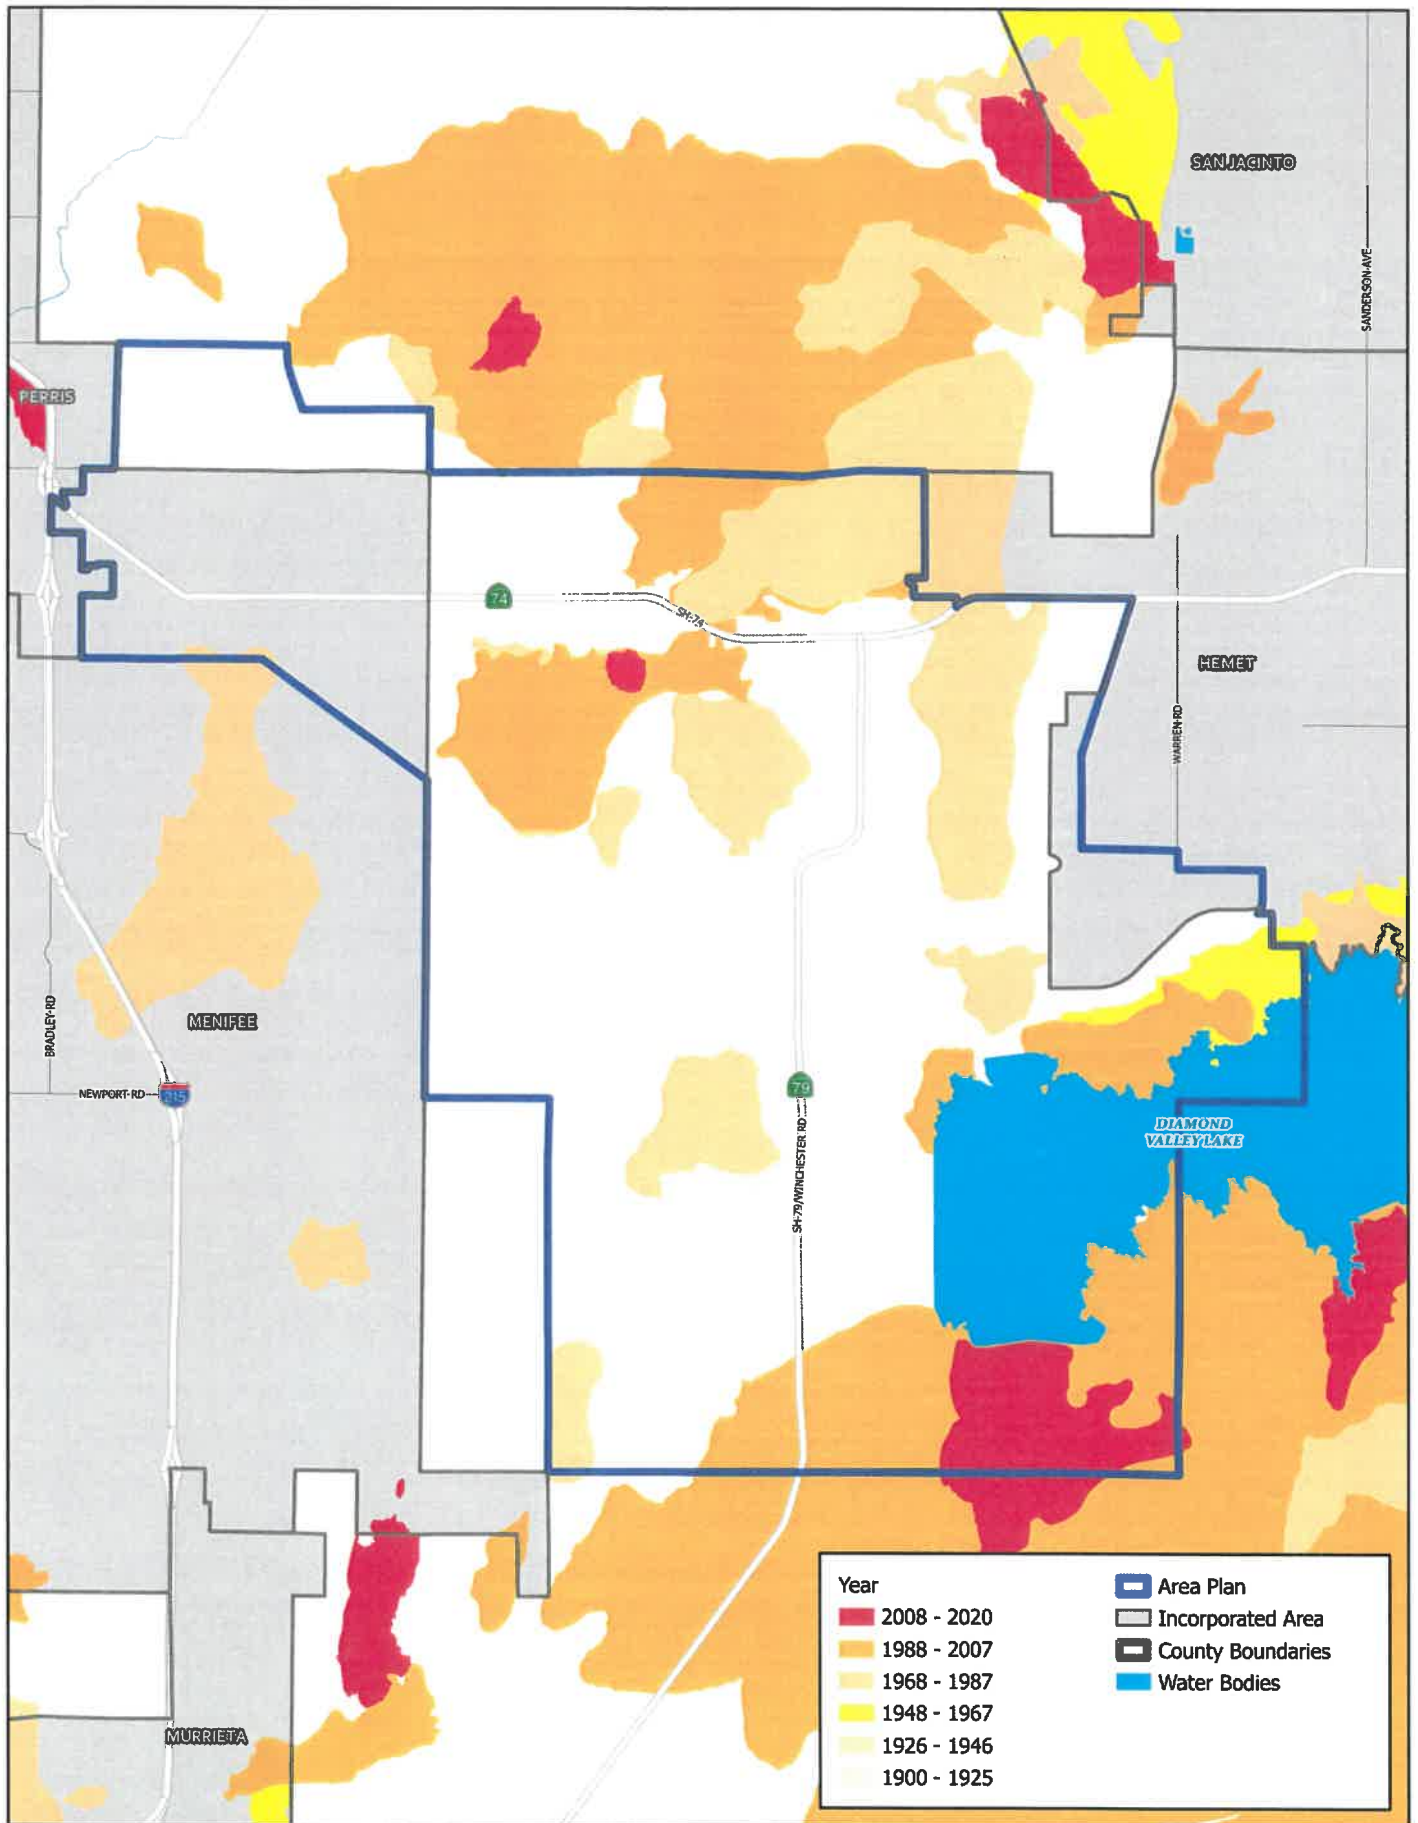 SAN JACINTO
SANDERSON-AVE
PERRIS
74
SH-74
HEMET
WARREN-RD
BRADLEY-RD
MENIFEE
NEWPORT-RD
215
79
SH-79/WINCHESTER RD
DIAMOND
VALLEY LAKE
MURRIETA
Year
2008 - 2020
1988 - 2007
1968 - 1987
1948 - 1967
1926 - 1946
1900 - 1925
Area Plan
Incorporated Area
County Boundaries
Water Bodies